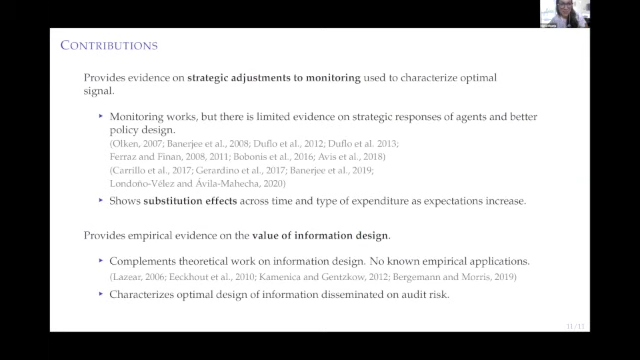 CONTRIBUTIONS
Provides evidence on strategic adjustments to monitoring used to characterize optimal
signal.
▸ Monitoring works, but there is limited evidence on strategic responses of agents and better
policy design.
(Olken, 2007; Banerjee et al., 2008; Duflo et al., 2012; Duflo et al. 2013;
Ferraz and Finan, 2008, 2011; Bobonis et al., 2016; Avis et al., 2018)
(Carrillo et al., 2017; Gerardino et al., 2017; Banerjee et al., 2019;
Londoño-Vélez and Ávila-Mahecha, 2020)
▸ Shows substitution effects across time and type of expenditure as expectations increase.
Provides empirical evidence on the value of information design.
▸ Complements theoretical work on information design. No known empirical applications.
(Lazear, 2006; Eeckhout et al., 2010; Kamenica and Gentzkow, 2012; Bergemann and Morris, 2019)
▸ Characterizes optimal design of information disseminated on audit risk.
11/13